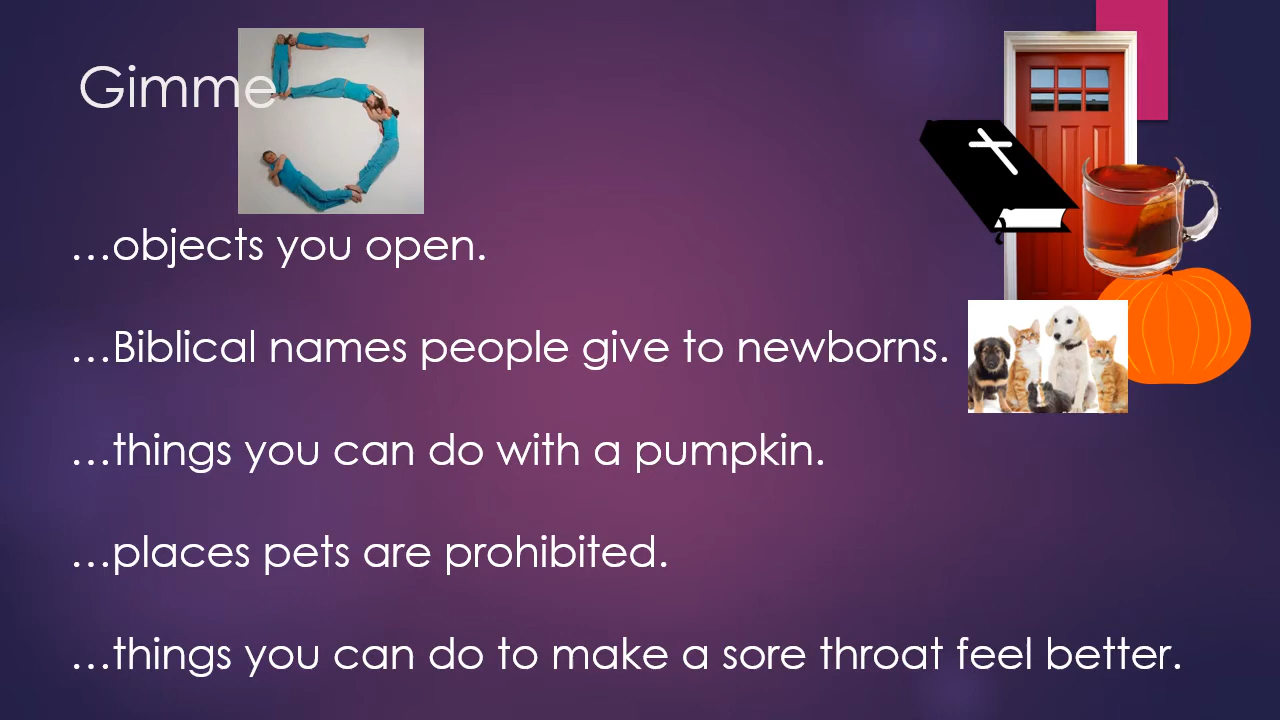 Gimme 5
…objects you open.
…Biblical names people give to newborns.
…things you can do with a pumpkin.
…places pets are prohibited.
…things you can do to make a sore throat feel better.